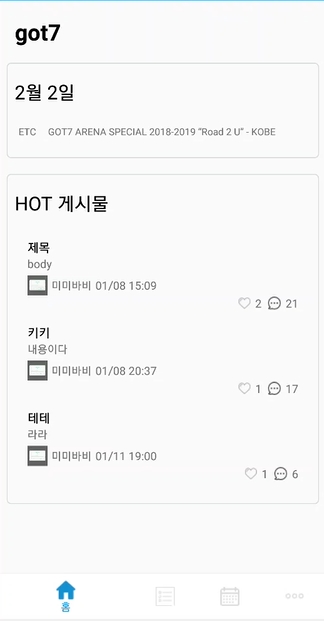 got7
2월 2일
ETC GOT7 ARENA SPECIAL 2018-2019 “Road 2 U” - KOBE
HOT 게시물
제목
body
미미바비 01/08 15:09
2 21
키키
내용이다
미미바비 01/08 20:37
1 17
테테
라라
미미바비 01/11 19:00
1 6
홈